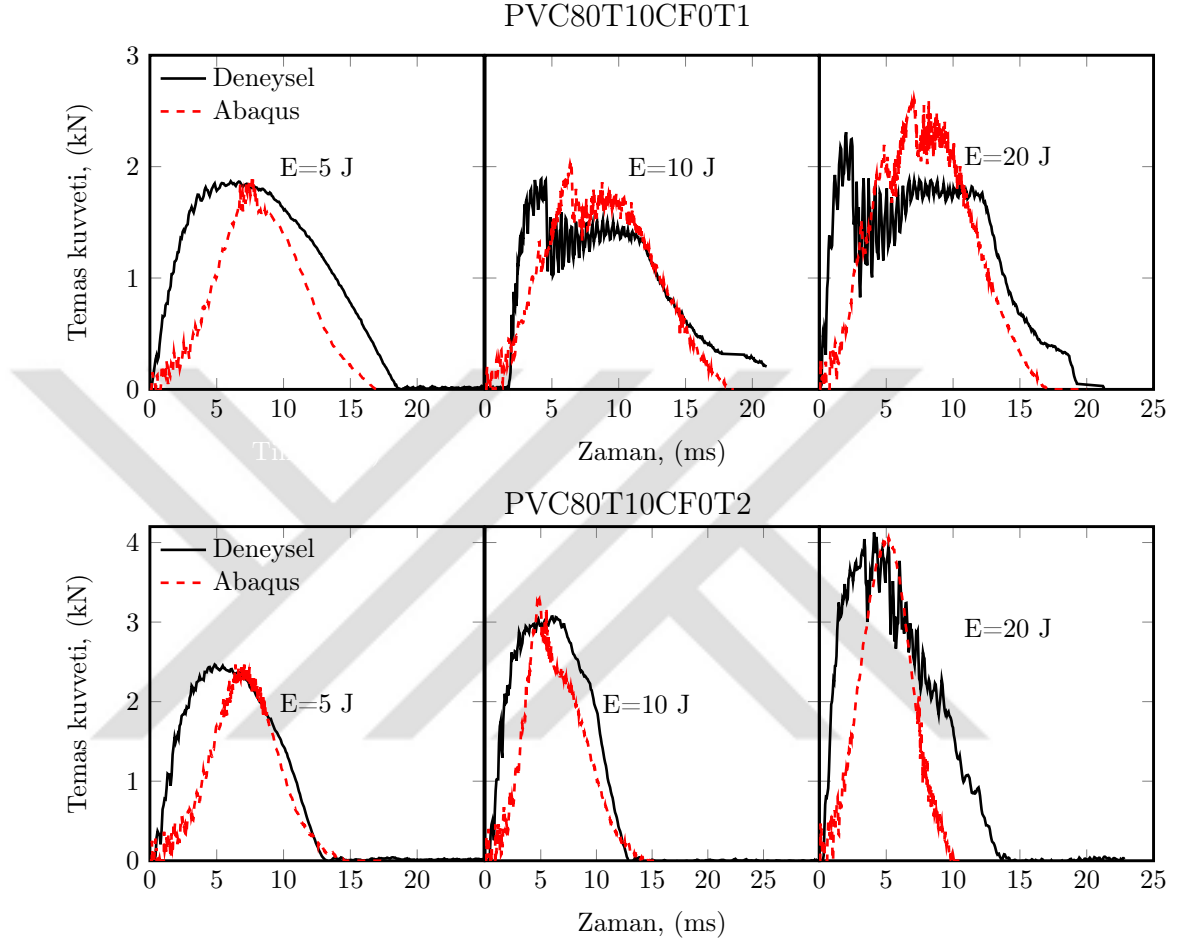 PVC80T10CF0T1
Deneysel
Abaqus
E=5 J
E=10 J
E=20 J
Temas kuvveti, (kN)
3
2
1
0
0 5 10 15 20
0 5 10 15 20
0 5 10 15 20 25
Zaman, (ms)
PVC80T10CF0T2
Deneysel
Abaqus
E=5 J
E=10 J
E=20 J
Temas kuvveti, (kN)
4
3
2
1
0
0 5 10 15 20
0 5 10 15 20 25
0 5 10 15 20 25
Zaman, (ms)